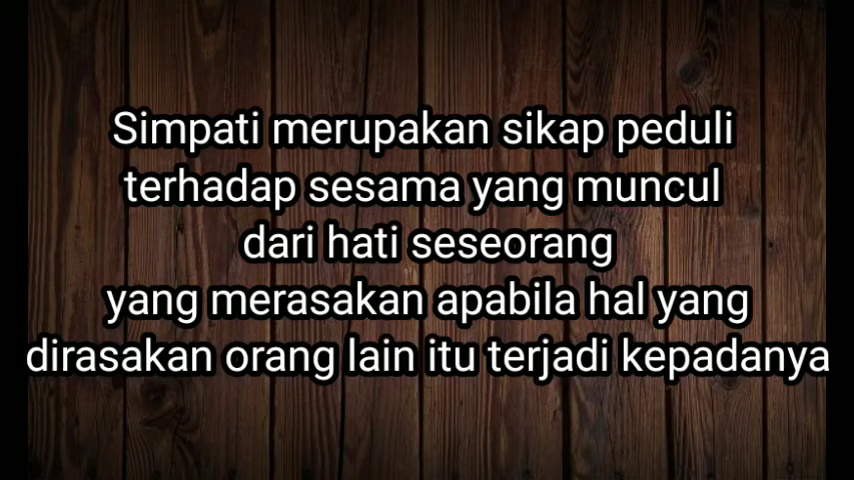 Simpati merupakan sikap peduli
terhadap sesama yang muncul
dari hati seseorang
yang merasakan apabila hal yang
dirasakan orang lain itu terjadi kepadanya